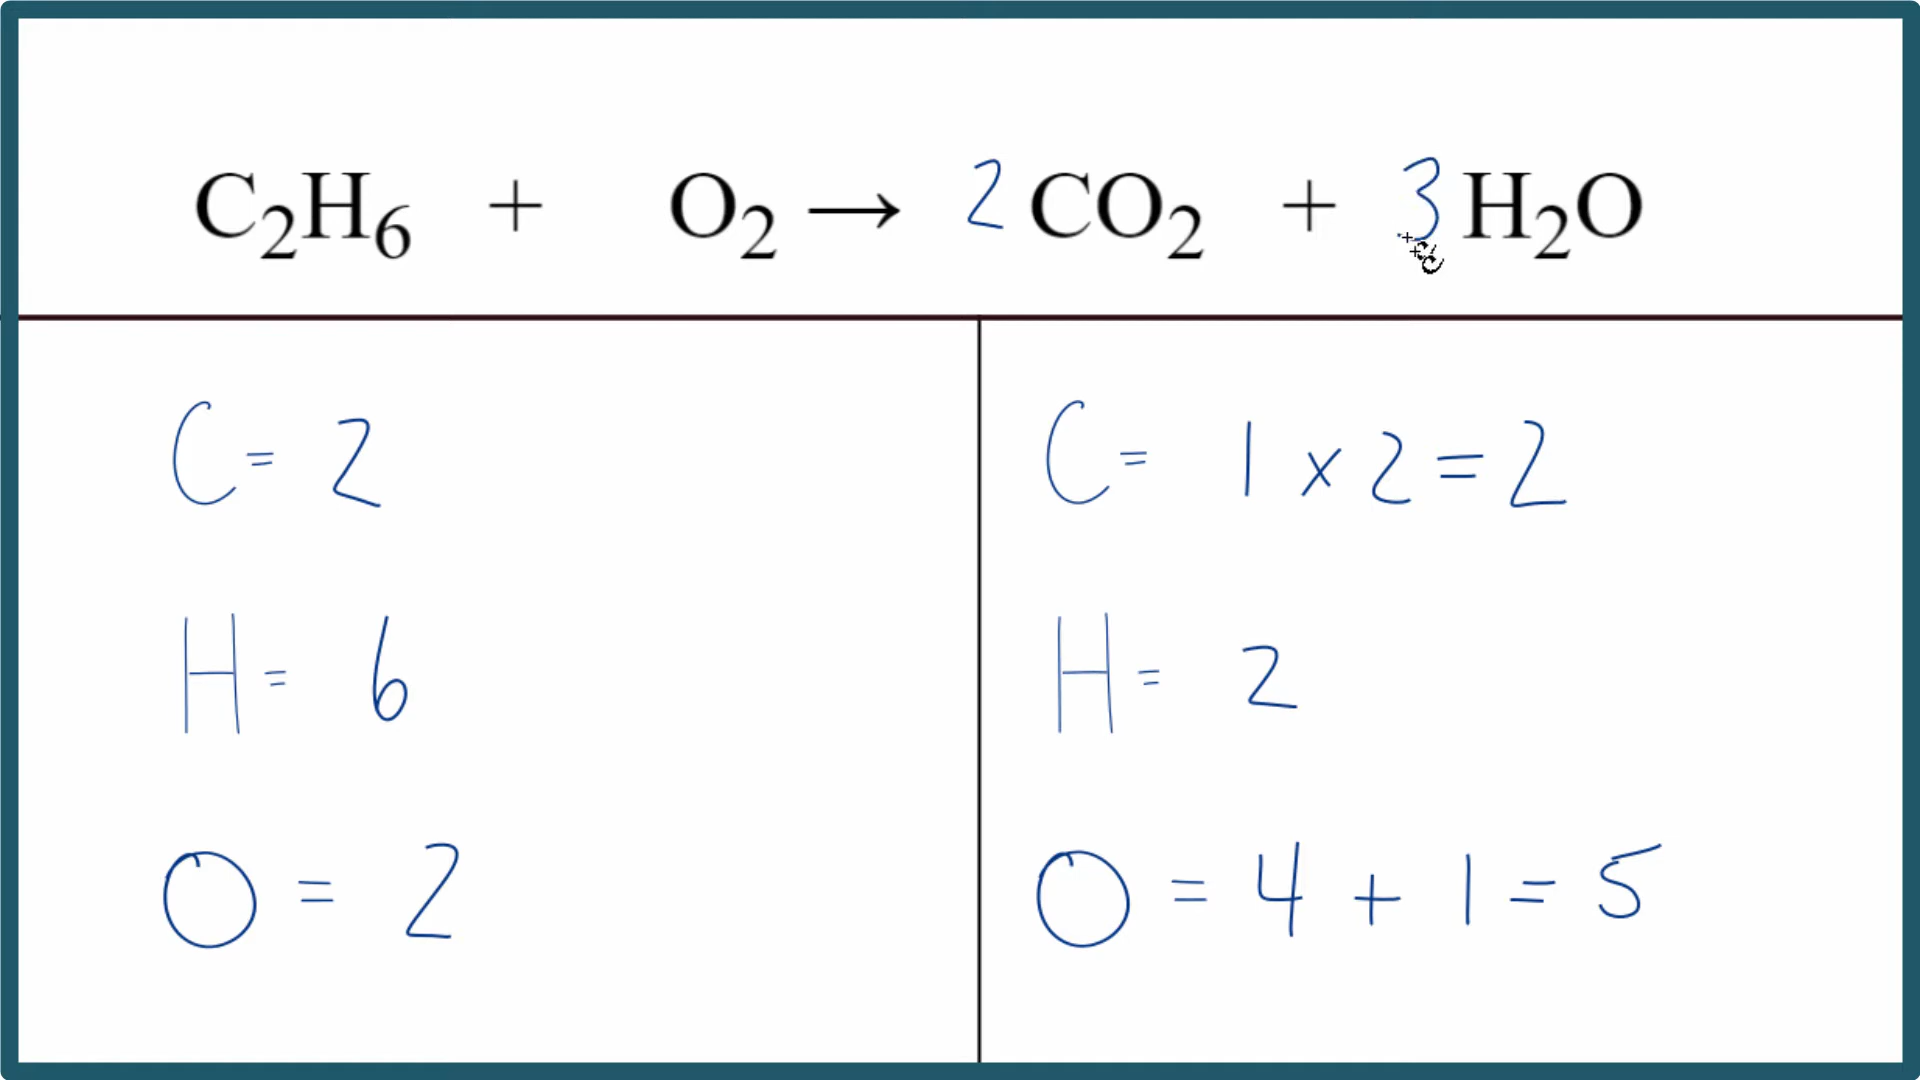 C₂H₆ + O₂ → 2 CO₂ + 3 H₂O
C = 2
H = 6
O = 2
C = 1 x 2 = 2
H = 2
O = 4 + 1 = 5